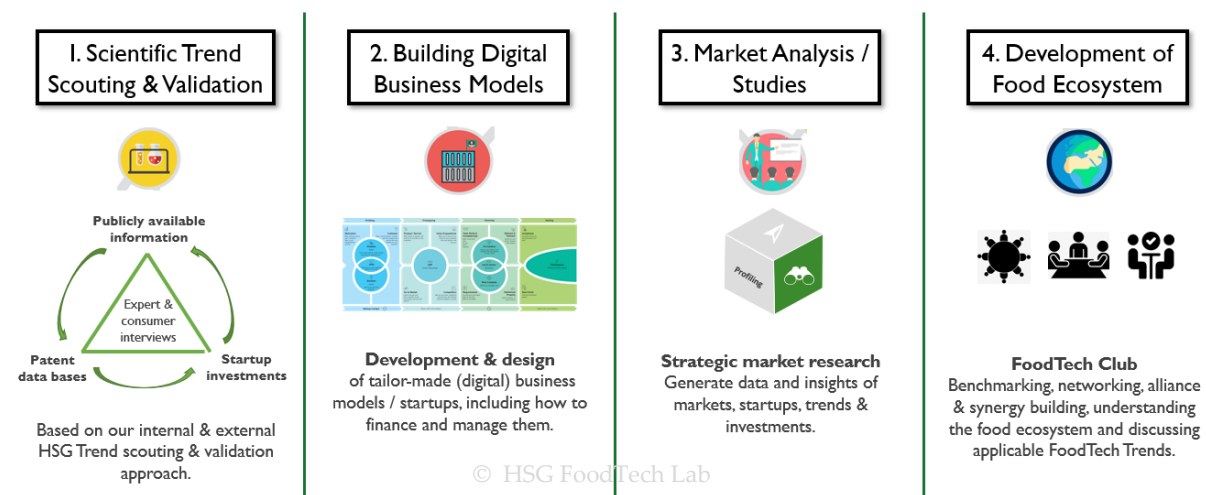 1. Scientific Trend
Scouting & Validation
Publicly available
information
Expert &
consumer
interviews
Patent
data bases
Startup
investments
Based on our internal & external
HSG Trend scouting & validation
approach.
2. Building Digital
Business Models
Development & design
of tailor-made (digital) business
models / startups, including how to
finance and manage them.
3. Market Analysis /
Studies
Profiling
Strategic market research
Generate data and insights of
markets, startups, trends &
investments.
4. Development of
Food Ecosystem
FoodTech Club
Benchmarking, networking, alliance
& synergy building, understanding
the food ecosystem and discussing
applicable FoodTech Trends.
© HSG FoodTech Lab